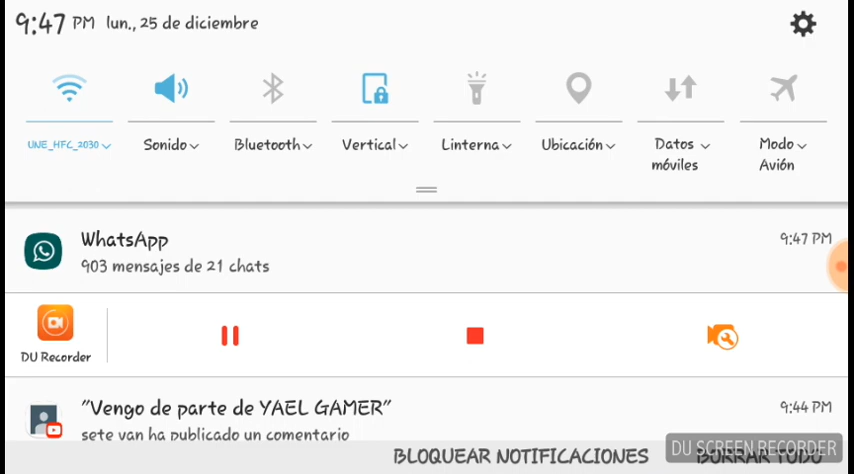 9:47 PM lun., 25 de diciembre
UNE_HFC_2030
Sonido
Bluetooth
Vertical
Linterna
Ubicación
Datos móviles
Modo Avión
WhatsApp
9:47 PM
903 mensajes de 21 chats
DU Recorder
"Vengo de parte de YAEL GAMER"
9:44 PM
sete van ha publicado un comentario
BLOQUEAR NOTIFICACIONES
BORRAR TODO
DU SCREEN RECORDER